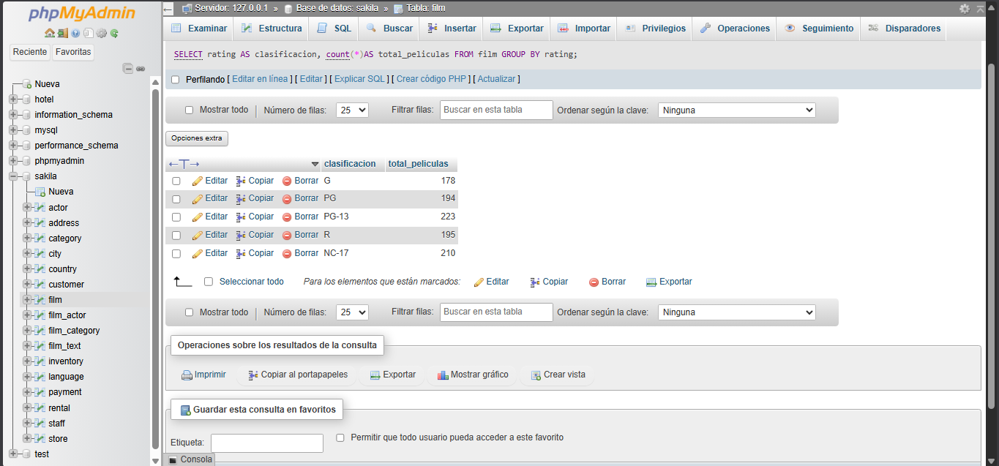 phpMyAdmin
Reciente Favoritas
Nueva
hotel
information_schema
mysql
performance_schema
phpmyadmin
sakila
Nueva
actor
address
category
city
country
customer
film
film_actor
film_category
film_text
inventory
language
payment
rental
staff
store
test
Servidor: 127.0.0.1 » Base de datos: sakila » Tabla: film
Examinar Estructura SQL Buscar Insertar Exportar Importar Privilegios Operaciones Seguimiento Disparadores
SELECT rating AS clasificacion, count(*)AS total_peliculas FROM film GROUP BY rating;
Perfilando [ Editar en línea ] [ Editar ] [ Explicar SQL ] [ Crear código PHP ] [ Actualizar ]
Mostrar todo | Número de filas: 25 Filtrar filas: Buscar en esta tabla Ordenar según la clave: Ninguna
Opciones extra
←T→ clasificacion total_peliculas
Editar Copiar Borrar G 178
Editar Copiar Borrar PG 194
Editar Copiar Borrar PG-13 223
Editar Copiar Borrar R 195
Editar Copiar Borrar NC-17 210
Seleccionar todo Para los elementos que están marcados: Editar Copiar Borrar Exportar
Mostrar todo | Número de filas: 25 Filtrar filas: Buscar en esta tabla Ordenar según la clave: Ninguna
Operaciones sobre los resultados de la consulta
Imprimir Copiar al portapapeles Exportar Mostrar gráfico Crear vista
Guardar esta consulta en favoritos
Etiqueta: Permitir que todo usuario pueda acceder a este favorito
Consola